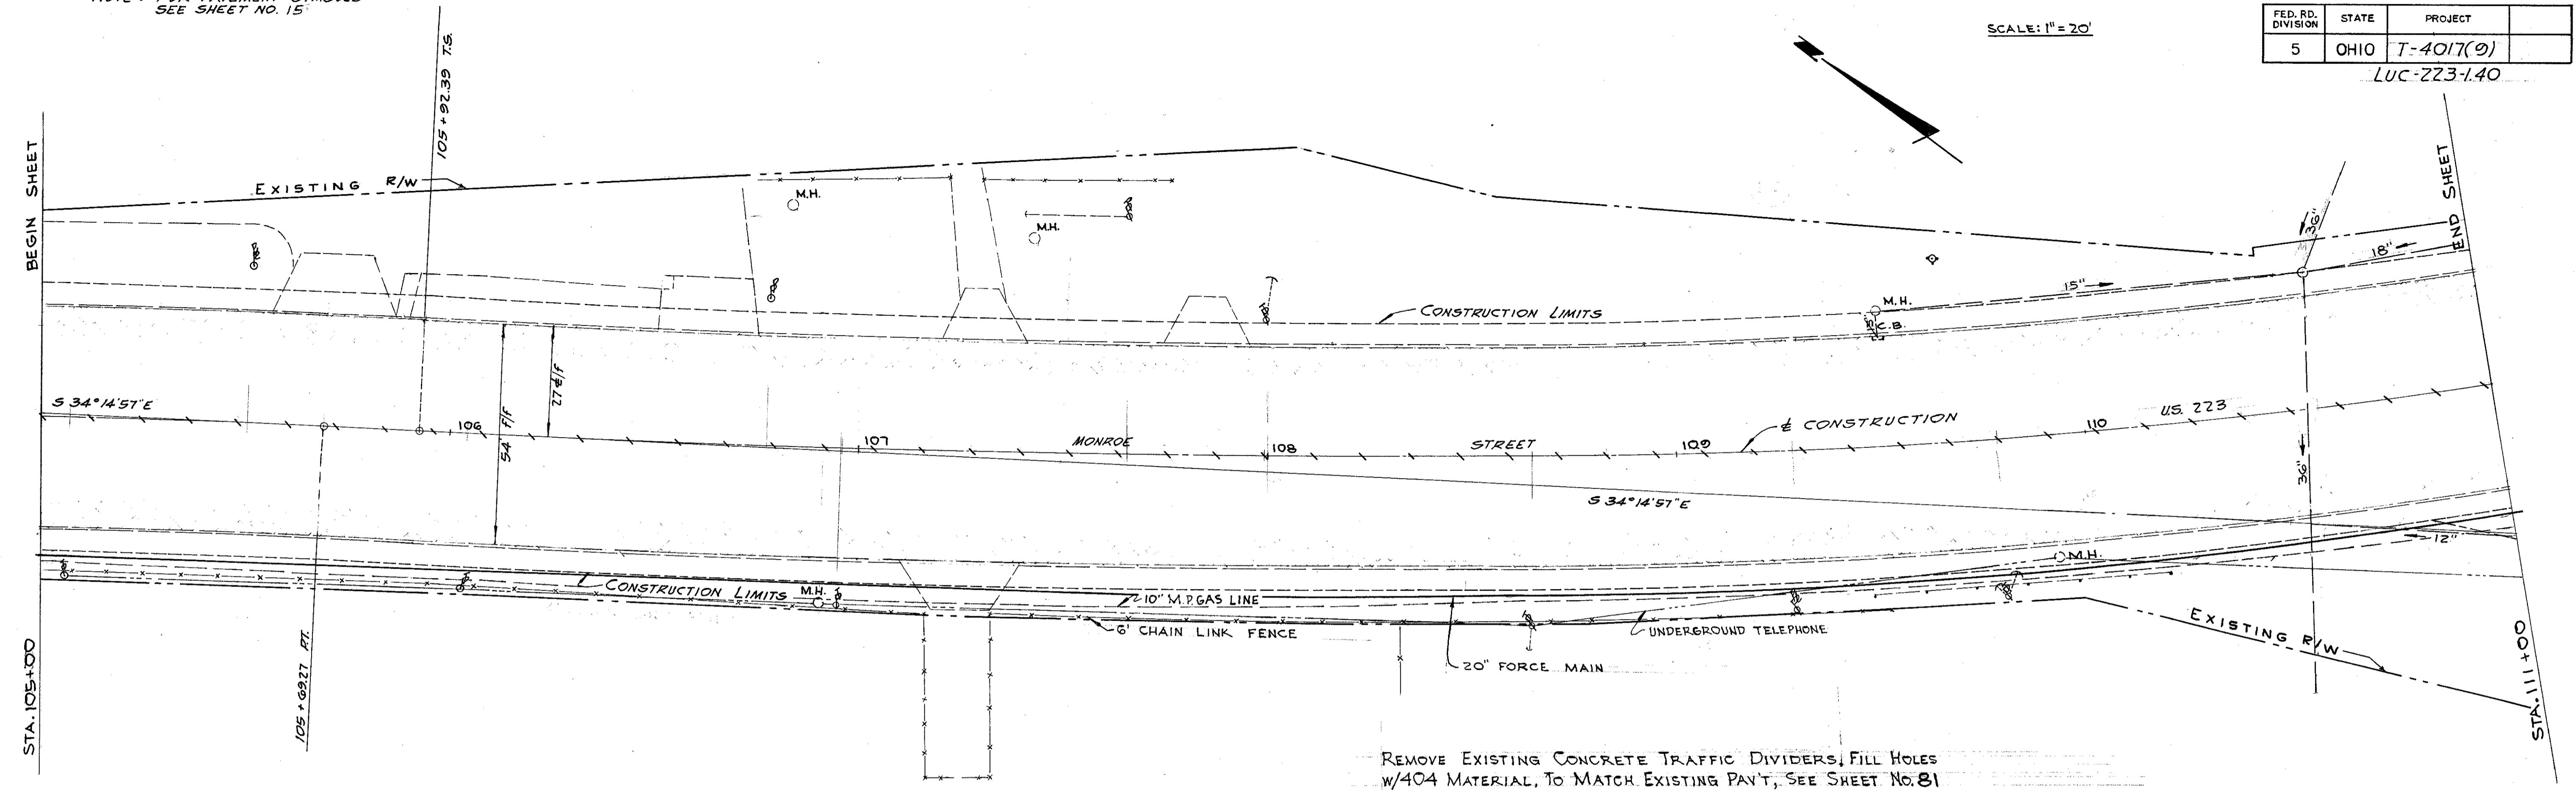 SEE SHEET NO. 15
SCALE: 1" = 20'
FED. RD. DIVISION STATE PROJECT
5 OHIO T-4017(9)
LUC-223-1.40
BEGIN SHEET
STA. 105+00
105 + 92.39 T.S.
EXISTING R/W
M.H.
M.H.
CONSTRUCTION LIMITS
15"
M.H.
15"
C.B.
36"
18"
END SHEET
S 34° 14' 57" E
54' f/f
27' ℄/f
106
107
MONROE
108
STREET
109
℄ CONSTRUCTION
110
U.S. 223
S 34° 14' 57" E
36"
12"
M.H.
CONSTRUCTION LIMITS
M.H.
10" M.P. GAS LINE
6' CHAIN LINK FENCE
UNDERGROUND TELEPHONE
20" FORCE MAIN
EXISTING R/W
105 + 69.27 P.T.
STA. 111+00
REMOVE EXISTING CONCRETE TRAFFIC DIVIDERS, FILL HOLES
W/404 MATERIAL, TO MATCH EXISTING PAV'T, SEE SHEET NO. 81